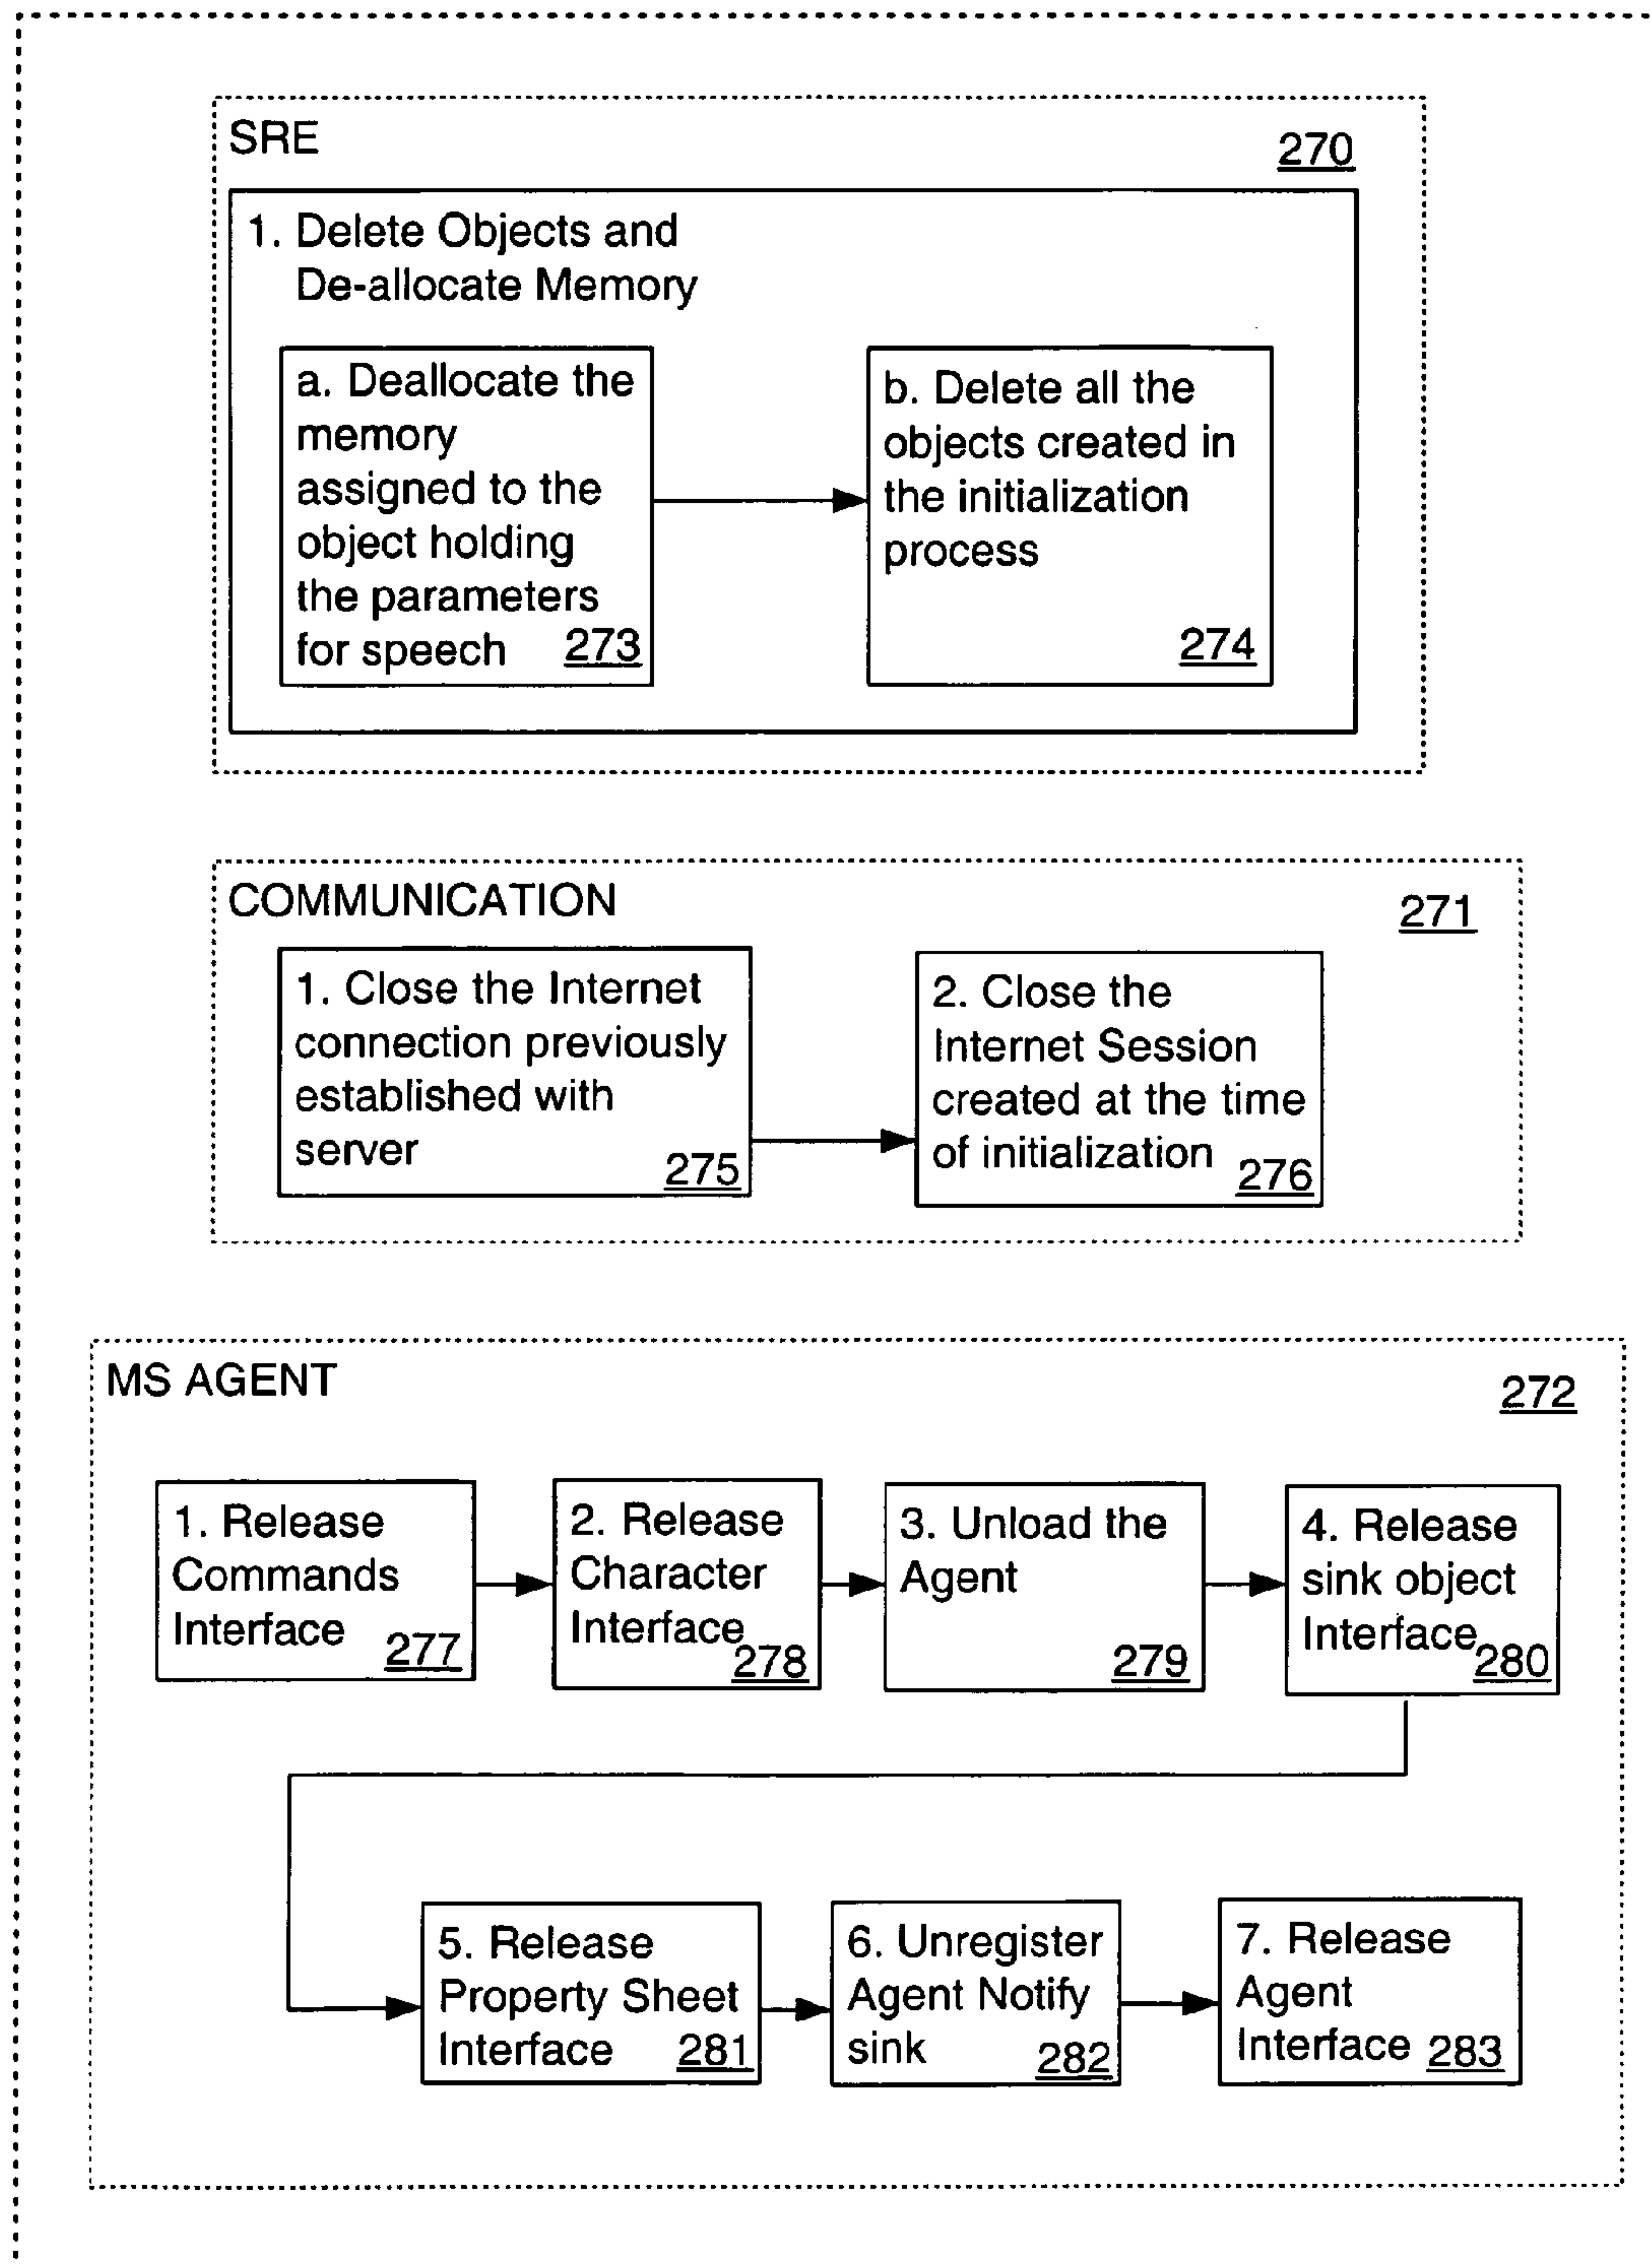 SRE
270
1. Delete Objects and
De-allocate Memory
a. Deallocate the
memory
assigned to the
object holding
the parameters
for speech 273
b. Delete all the
objects created in
the initialization
process
274
COMMUNICATION
271
1. Close the Internet
connection previously
established with
server
275
2. Close the
Internet Session
created at the time
of initialization
276
MS AGENT
272
1. Release
Commands
Interface
277
2. Release
Character
Interface
278
3. Unload the
Agent
279
4. Release
sink object
Interface
280
5. Release
Property Sheet
Interface 281
6. Unregister
Agent Notify
sink
282
7. Release
Agent
Interface 283